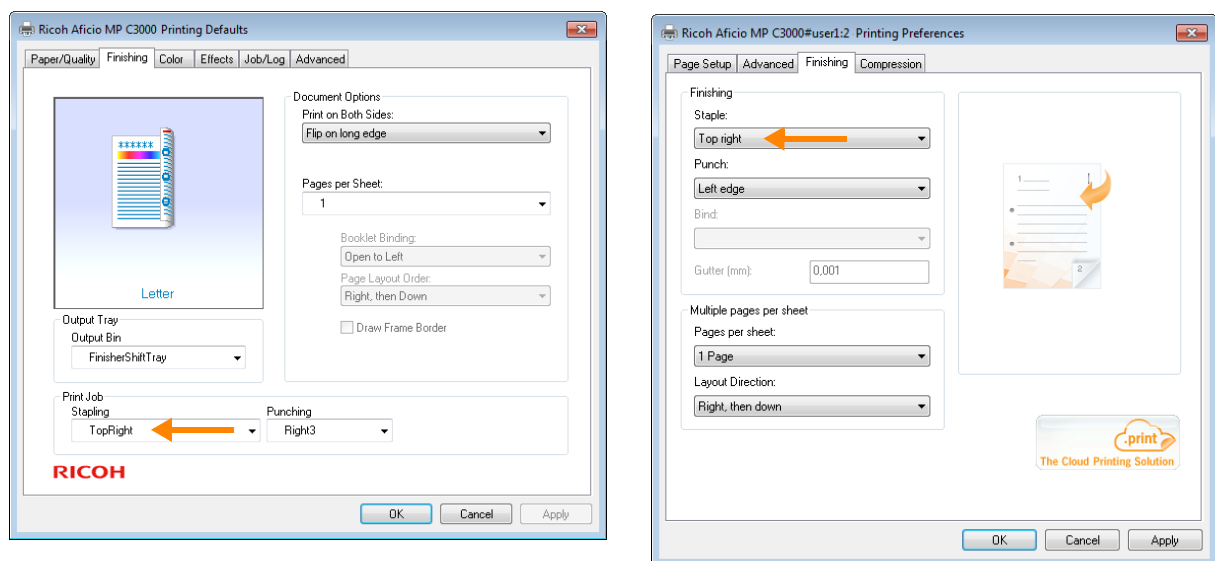 Ricoh Aficio MP C3000 Printing Defaults
Paper/Quality Finishing Color Effects Job/Log Advanced
******
Letter
Document Options
Print on Both Sides:
Flip on long edge
Pages per Sheet:
1
Booklet Binding:
Open to Left
Page Layout Order:
Right, then Down
Draw Frame Border
Output Tray
Output Bin
FinisherShiftTray
Print Job
Stapling Punching
TopRight Right3
RICOH
OK Cancel Apply
Ricoh Aficio MP C3000#user1:2 Printing Preferences
Page Setup Advanced Finishing Compression
Finishing
Staple:
Top right
Punch:
Left edge
Bind:
Gutter (mm): 0,001
Multiple pages per sheet
Pages per sheet:
1 Page
Layout Direction:
Right, then down
1
2
.print
The Cloud Printing Solution
OK Cancel Apply